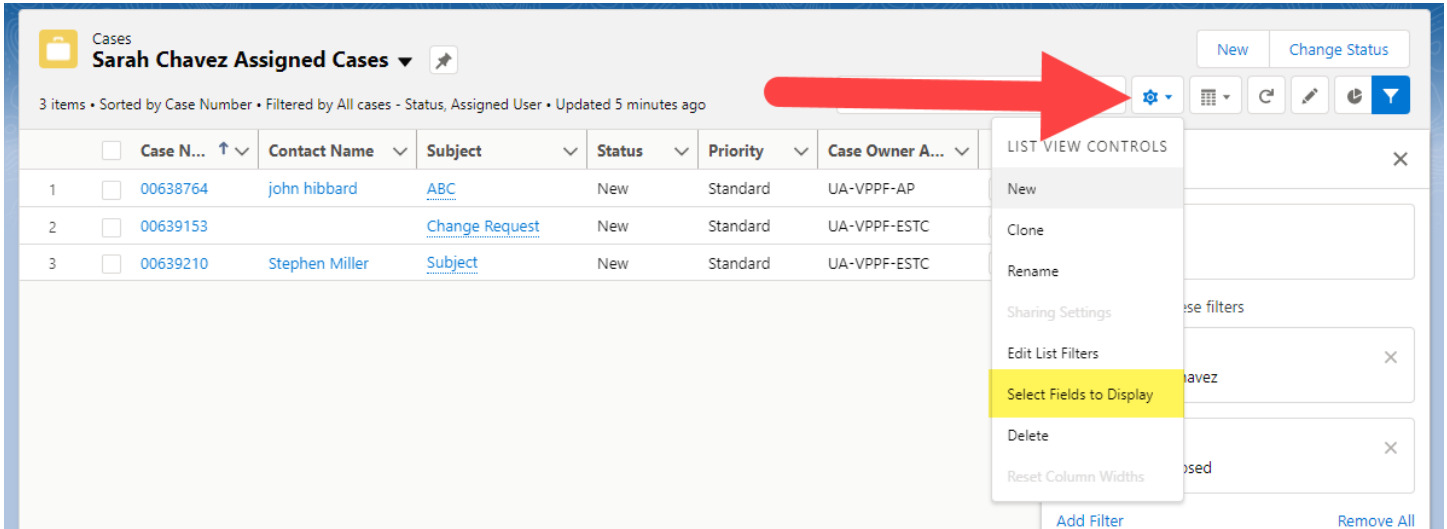 Cases
Sarah Chavez Assigned Cases
New
Change Status
3 items • Sorted by Case Number • Filtered by All cases - Status, Assigned User • Updated 5 minutes ago
Case N... Contact Name Subject Status Priority Case Owner A...
1 00638764 john hibbard ABC New Standard UA-VPPF-AP
2 00639153 Change Request New Standard UA-VPPF-ESTC
3 00639210 Stephen Miller Subject New Standard UA-VPPF-ESTC
LIST VIEW CONTROLS
New
Clone
Rename
Sharing Settings
Edit List Filters
Select Fields to Display
Delete
Reset Column Widths
filters
Add Filter
Remove All